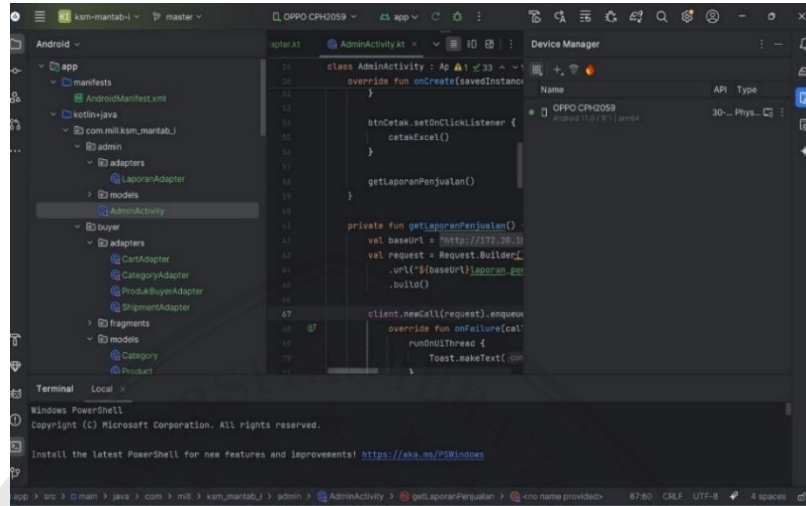 ksm-mantab-i
master
OPPO CPH2059
app
Android
app
manifests
AndroidManifest.xml
kotlin+java
com.mill.ksm_mantab_i
admin
adapters
LaporanAdapter
models
AdminActivity
buyer
adapters
CartAdapter
CategoryAdapter
ProdukBuyerAdapter
ShipmentAdapter
fragments
models
Category
Product
apter.kt
AdminActivity.kt
class AdminActivity : Ap
1
33
override fun onCreate(savedInstanc
}
btnCetak.setOnClickListener {
cetakExcel()
}
getLaporanPenjualan()
}
private fun getLaporanPenjualan()
val baseUrl = "http://172.20.1
val request = Request.Builder(
.url("${baseUrl}laporan_pe
.build()
67
client.newCall(request).enqueu
override fun onFailure(cal
runOnUiThread {
Toast.makeText(
Device Manager
Name
API
Type
OPPO CPH2059
Android 11.0 ("R") | arm64
30-...
Phys...
Terminal
Local
Windows PowerShell
Copyright (C) Microsoft Corporation. All rights reserved.
Install the latest PowerShell for new features and improvements! https://aka.ms/PSWindows
app > src > main > java > com > mill > ksm_mantab_i > admin > AdminActivity > getLaporanPenjualan > <no name provided>
67:60
CRLF
UTF-8
4 spaces